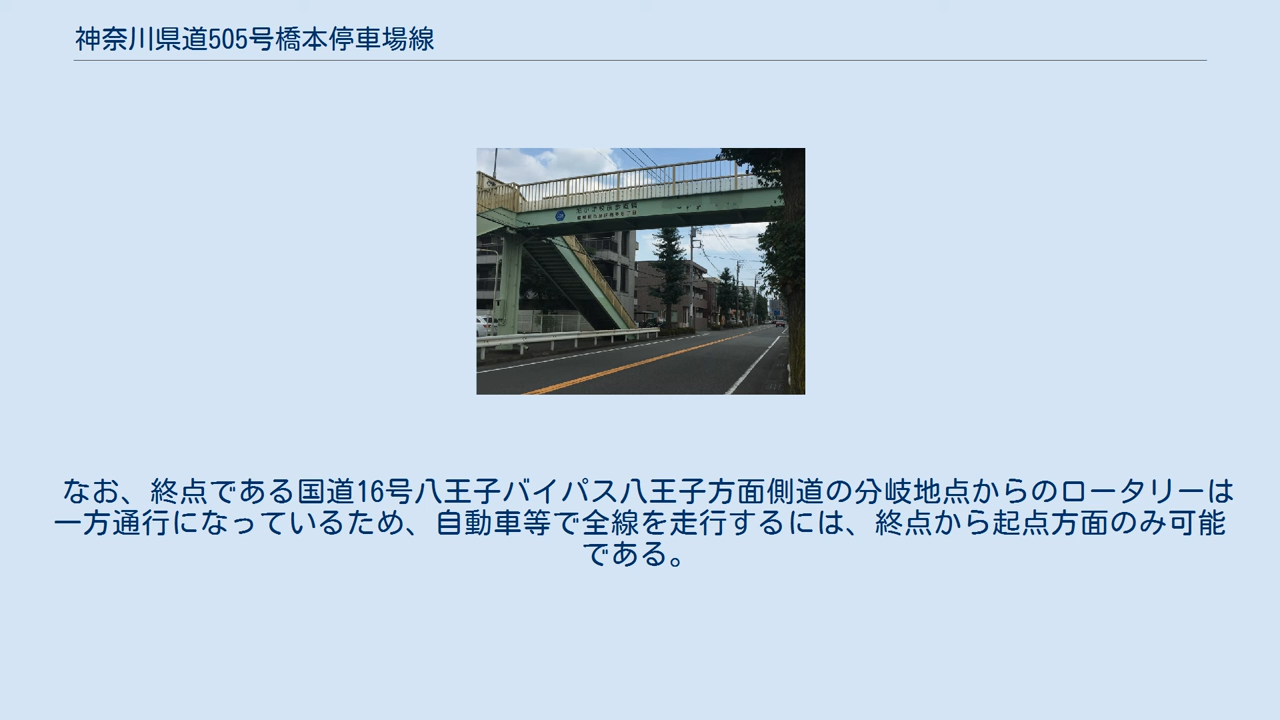 神奈川県道505号橋本停車場線
なお、終点である国道16号八王子バイパス八王子方面側道の分岐地点からのロータリーは
一方通行になっているため、自動車等で全線を走行するには、終点から起点方面のみ可能
である。